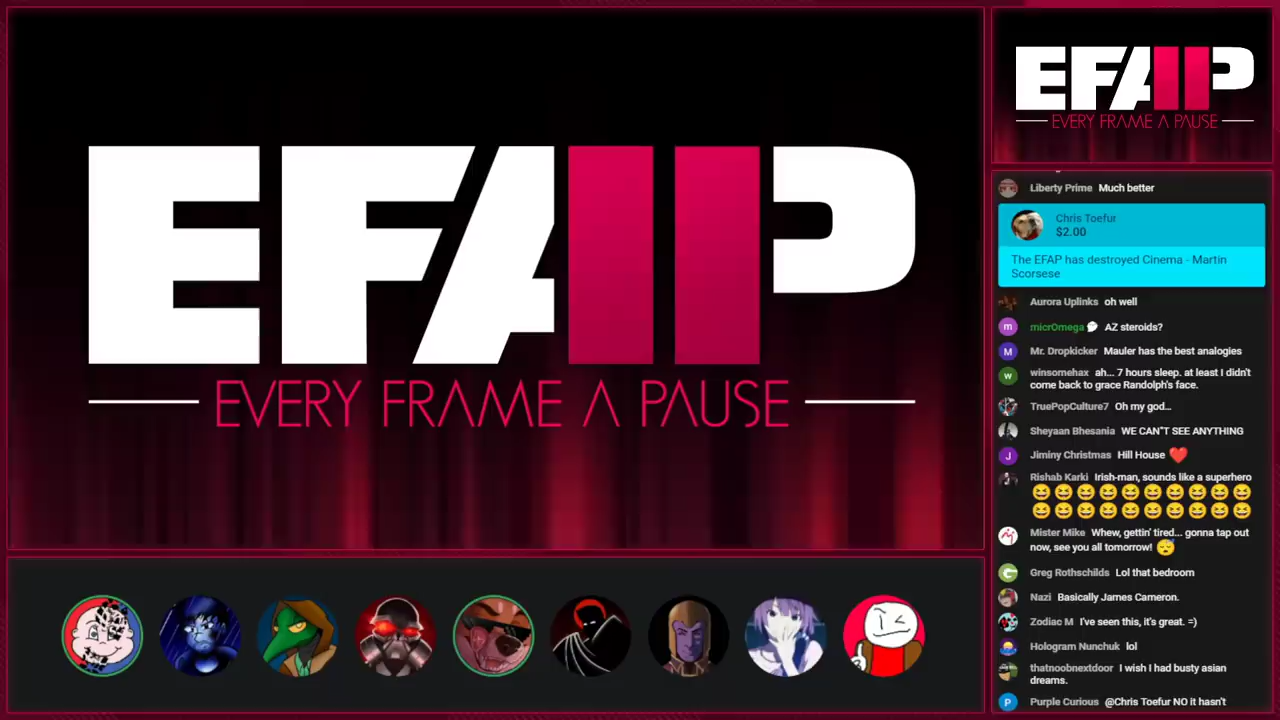 EFAP
EVERY FRAME A PAUSE
EFAP
EVERY FRAME A PAUSE
Liberty Prime Much better
Chris Toefur
$2.00
The EFAP has destroyed Cinema - Martin
Scorsese
Aurora Uplinks oh well
m
micrOmega AZ steroids?
M
Mr. Dropkicker Mauler has the best analogies
w
winsomehax ah... 7 hours sleep. at least I didn't
come back to grace Randolph's face.
TruePopCulture7 Oh my god...
Sheyaan Bhesania WE CAN"T SEE ANYTHING
J
Jiminy Christmas Hill House ❤️
Rishab Karki Irish-man, sounds like a superhero
😆😆😆😆😆😆😆😆😆😆
😆😆😆😆😆😆😆😆😆😆
Mister Mike Whew, gettin' tired... gonna tap out
now, see you all tomorrow! 😴
G
Greg Rothschilds Lol that bedroom
Nazi Basically James Cameron.
Zodiac M I've seen this, it's great. =)
Hologram Nunchuk lol
thatnoobnextdoor I wish I had busty asian
dreams.
P
Purple Curious @Chris Toefur NO it hasn't